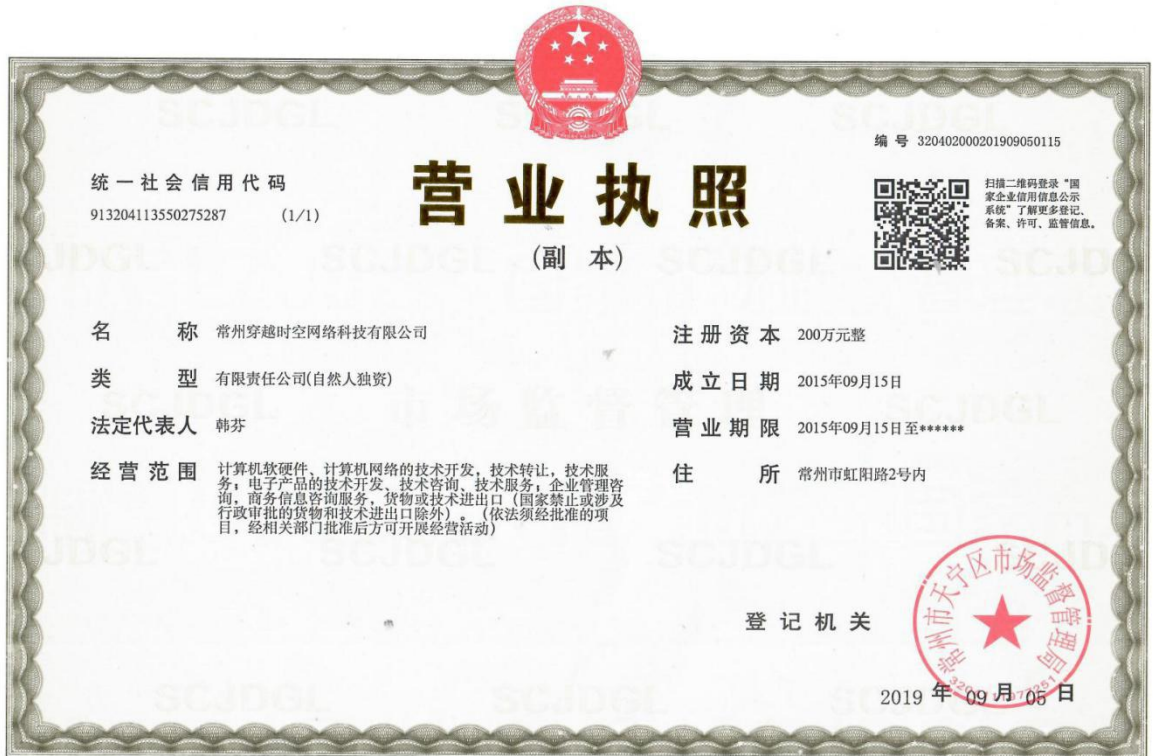 编 号 320402000201909050115
统一社会信用代码
913204113550275287 (1/1)
营业执照
(副 本)
扫描二维码登录“国
家企业信用信息公示
系统”了解更多登记、
备案、许可、监管信息。
名 称 常州穿越时空网络科技有限公司
类 型 有限责任公司(自然人独资)
法定代表人 韩芬
经营范围 计算机软硬件、计算机网络的技术开发，技术转让，技术服
务；电子产品的技术开发、技术咨询、技术服务；企业管理咨
询，商务信息咨询服务，货物或技术进出口（国家禁止或涉及
行政审批的货物和技术进出口除外）。（依法须经批准的项
目，经相关部门批准后方可开展经营活动）
注册资本 200万元整
成立日期 2015年09月15日
营业期限 2015年09月15日至******
住 所 常州市虹阳路2号内
登记机关
常州市天宁区市场监督管理局
2019 年 09 月 05 日
SCJDGL
市场监督管理